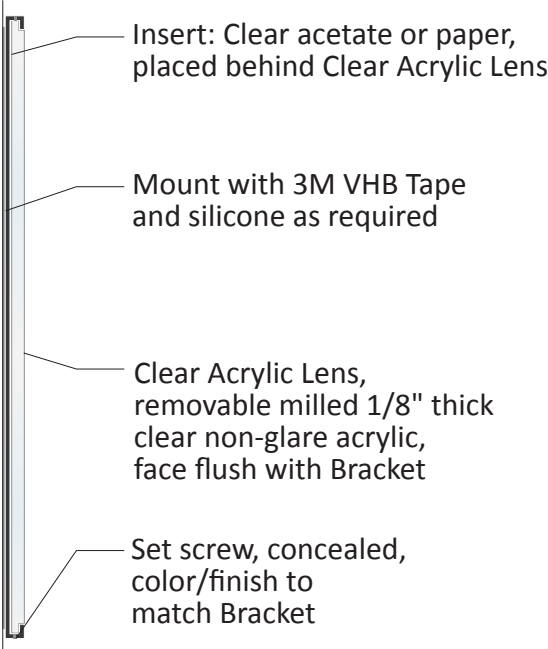 Insert: Clear acetate or paper,
placed behind Clear Acrylic Lens
Mount with 3M VHB Tape
and silicone as required
Clear Acrylic Lens,
removable milled 1/8" thick
clear non-glare acrylic,
face flush with Bracket
Set screw, concealed,
color/finish to
match Bracket